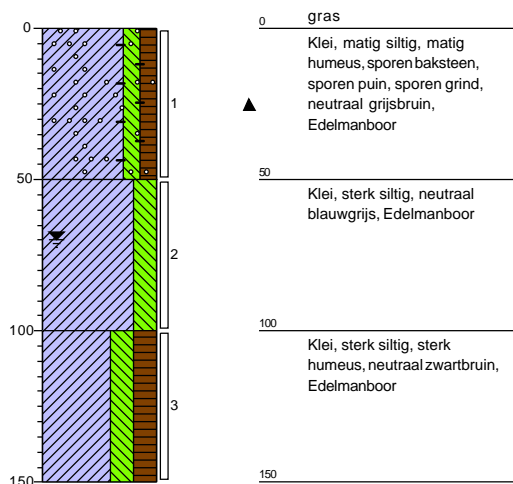 0
50
100
150
1
2
3
0 gras
Klei, matig siltig, matig
humeus, sporen baksteen,
sporen puin, sporen grind,
neutraal grijsbruin,
Edelmanboor
50
Klei, sterk siltig, neutraal
blauwgrijs, Edelmanboor
100
Klei, sterk siltig, sterk
humeus, neutraal zwartbruin,
Edelmanboor
150